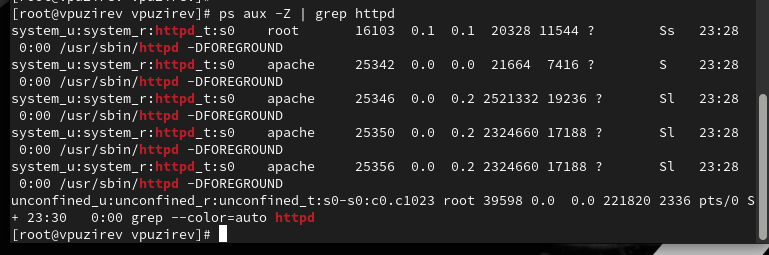 [root@vpuzirev vpuzirev]# ps aux -Z | grep httpd
system_u:system_r:httpd_t:s0    root       16103  0.1  0.1  20328 11544 ?        Ss   23:28
 0:00 /usr/sbin/httpd -DFOREGROUND
system_u:system_r:httpd_t:s0    apache     25342  0.0  0.0  21664  7416 ?        S    23:28
 0:00 /usr/sbin/httpd -DFOREGROUND
system_u:system_r:httpd_t:s0    apache     25346  0.0  0.2 2521332 19236 ?       Sl   23:28
 0:00 /usr/sbin/httpd -DFOREGROUND
system_u:system_r:httpd_t:s0    apache     25350  0.0  0.2 2324660 17188 ?       Sl   23:28
 0:00 /usr/sbin/httpd -DFOREGROUND
system_u:system_r:httpd_t:s0    apache     25356  0.0  0.2 2324660 17188 ?       Sl   23:28
 0:00 /usr/sbin/httpd -DFOREGROUND
unconfined_u:unconfined_r:unconfined_t:s0-s0:c0.c1023 root 39598 0.0  0.0 221820 2336 pts/0 S
+ 23:30   0:00 grep --color=auto httpd
[root@vpuzirev vpuzirev]#